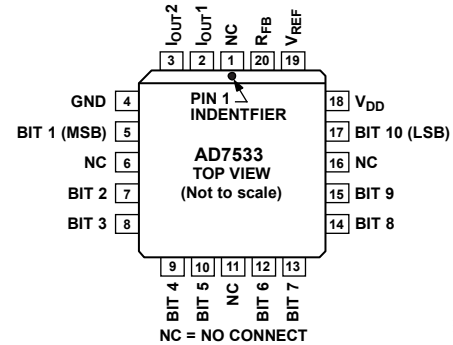 IOUT2
IOUT1
NC
RFB
VREF
3 2 1 20 19
GND 4
BIT 1 (MSB) 5
NC 6
BIT 2 7
BIT 3 8
PIN 1
INDENTFIER
AD7533
TOP VIEW
(Not to scale)
18 VDD
17 BIT 10 (LSB)
16 NC
15 BIT 9
14 BIT 8
9 10 11 12 13
BIT 4
BIT 5
NC
BIT 6
BIT 7
NC = NO CONNECT